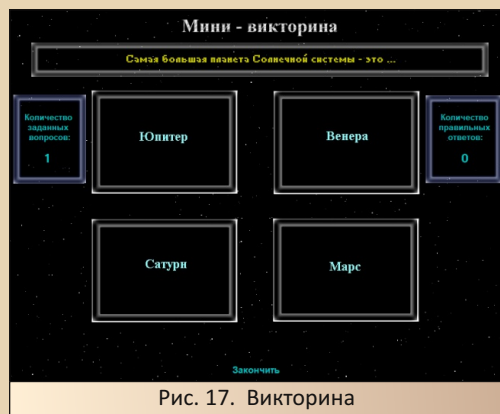 Мини - викторина
Самая большая планета Солнечной системы - это ...
Количество
заданных
вопросов:
1
Юпитер
Венера
Количество
правильных
ответов:
0
Сатурн
Марс
Закончить
Рис. 17. Викторина